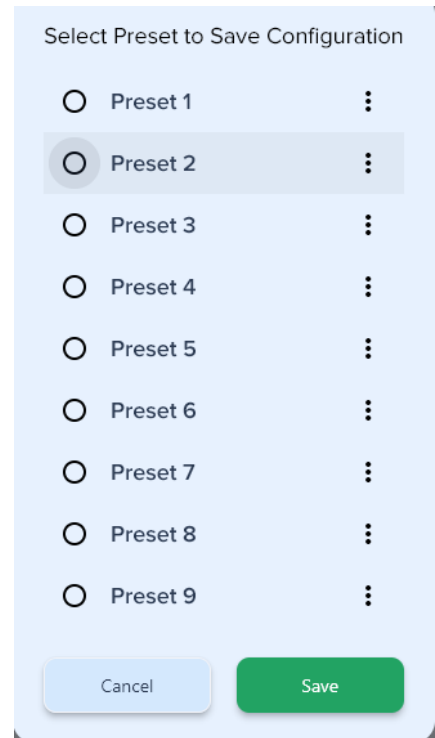 Select Preset to Save Configuration
Preset 1
Preset 2
Preset 3
Preset 4
Preset 5
Preset 6
Preset 7
Preset 8
Preset 9
Cancel Save